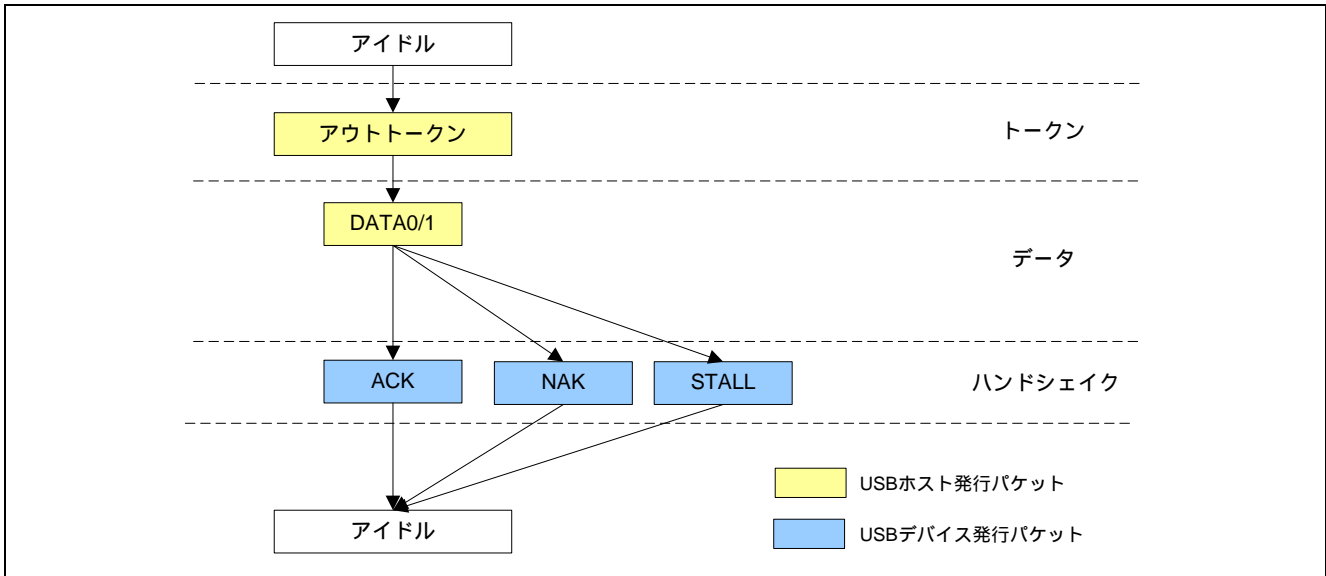 アイドル
アウトトークン
トークン
DATA0/1
データ
ACK
NAK
STALL
ハンドシェイク
USBホスト発行パケット
アイドル
USBデバイス発行パケット